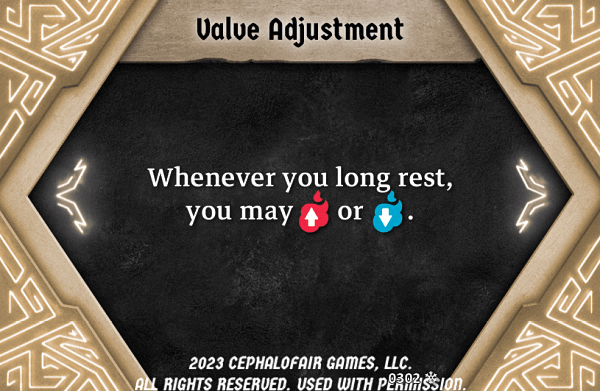 Valve Adjustment
Whenever you long rest,
you may or .
2023 CEPHALOFAIR GAMES, LLC.
ALL RIGHTS RESERVED. USED WITH PERMISSION.
0302